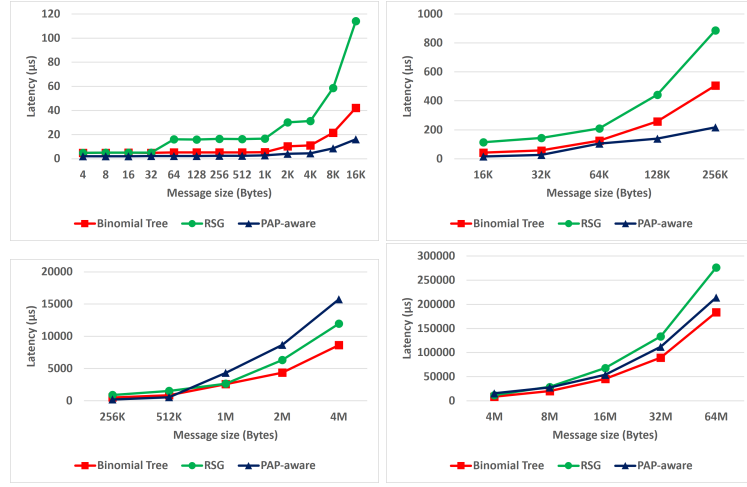 120
100
80
60
40
20
0
Latency (µs)
4 8 16 32 64 128 256 512 1K 2K 4K 8K 16K
Message size (Bytes)
Binomial Tree RSG PAP-aware
1000
800
600
400
200
0
Latency (µs)
16K 32K 64K 128K 256K
Message size (Bytes)
Binomial Tree RSG PAP-aware
20000
15000
10000
5000
0
Latency (µs)
256K 512K 1M 2M 4M
Message size (Bytes)
Binomial Tree RSG PAP-aware
300000
250000
200000
150000
100000
50000
0
Latency (µs)
4M 8M 16M 32M 64M
Message size (Bytes)
Binomial Tree RSG PAP-aware